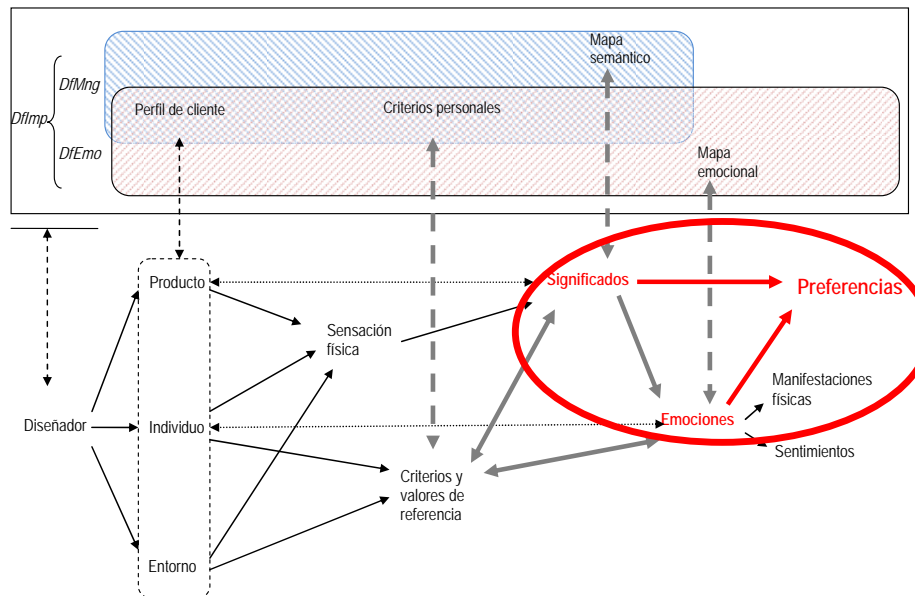 Mapa
semántico
DfMng
Perfil de cliente
Criterios personales
DfImp
DfEmo
Mapa
emocional
Producto
Significados
Preferencias
Sensación
física
Manifestaciones
físicas
Diseñador
Individuo
Emociones
Sentimientos
Criterios y
valores de
referencia
Entorno